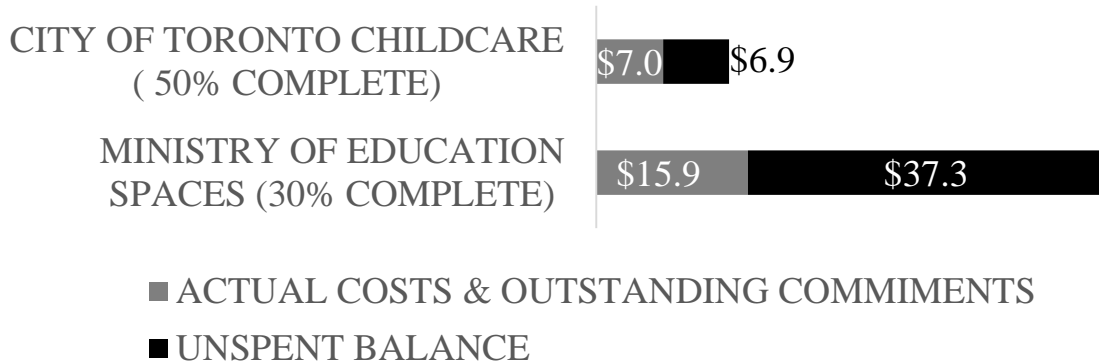 CITY OF TORONTO CHILDCARE
( 50% COMPLETE)
$7.0 $6.9
MINISTRY OF EDUCATION
SPACES (30% COMPLETE)
$15.9 $37.3
ACTUAL COSTS & OUTSTANDING COMMIMENTS
UNSPENT BALANCE